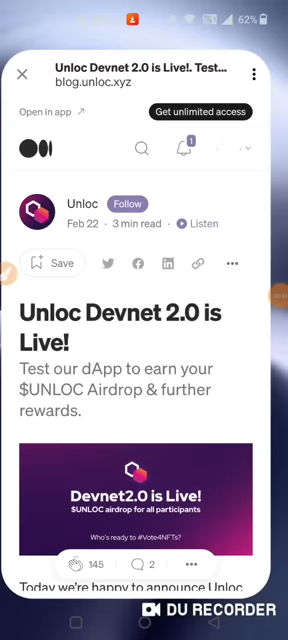 62%
Unloc Devnet 2.0 is Live!. Test...
blog.unloc.xyz
Open in app
Get unlimited access
1
Unloc
Follow
Feb 22 · 3 min read · Listen
Save
Unloc Devnet 2.0 is
Live!
Test our dApp to earn your
$UNLOC Airdrop & further
rewards.
Devnet2.0 is Live!
$UNLOC airdrop for all participants
Who's ready to #Vote4NFTs?
145
2
Today we're happy to announce Unloc
DU RECORDER